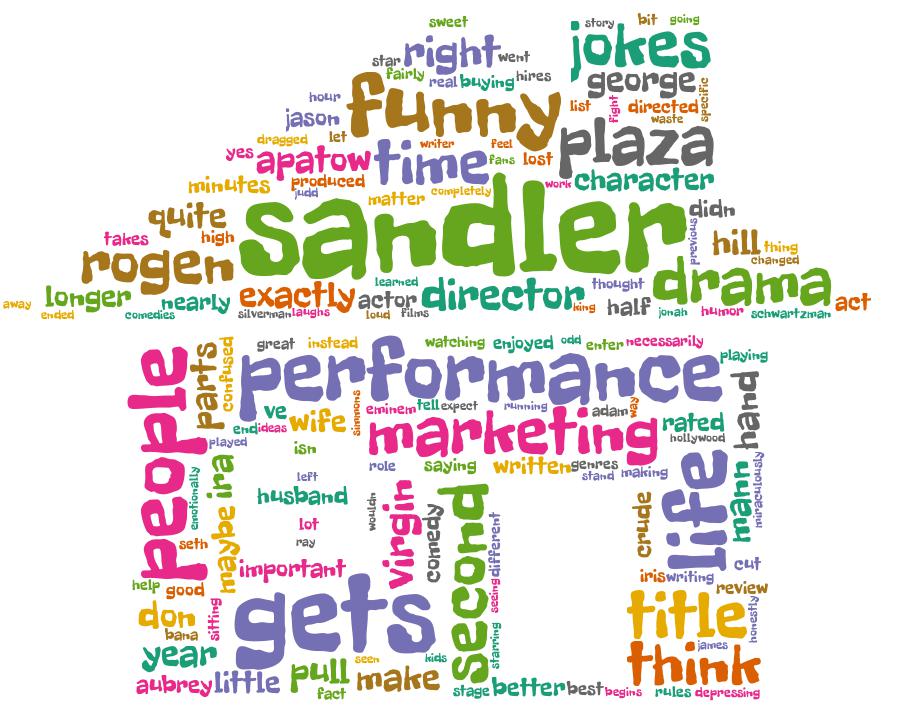 sweet
story bit going
star right went jokes
fairly real buying hires george
hour funny list fight directed specific
jason waste
dragged let writer feel plaza
yes apatow time fans lost
minutes produced judd matter completely work character
quite sandler didn
takes high previous hill thing
rogen changed
learned thought drama
away longer nearly exactly actor director king half act
ended comedies silverman laughs loud films jonah humor schwartzman
people parts confused great instead watching enjoyed odd enter necessarily
performance playing
ve wife simmons eminem tell expect running adam way hand
end ideas marketing rated
played isn hollywood
emotionally maybe ira role saying written genres stand making life mann miraculously
left
husband wouldn virgin comedy second different crude
lot
seth ray
important iris writing cut
help good gets seeing review
don sitting title honestly
bana starring james
year seen kids think
aubrey little pull make stage better best begins rules depressing
fact